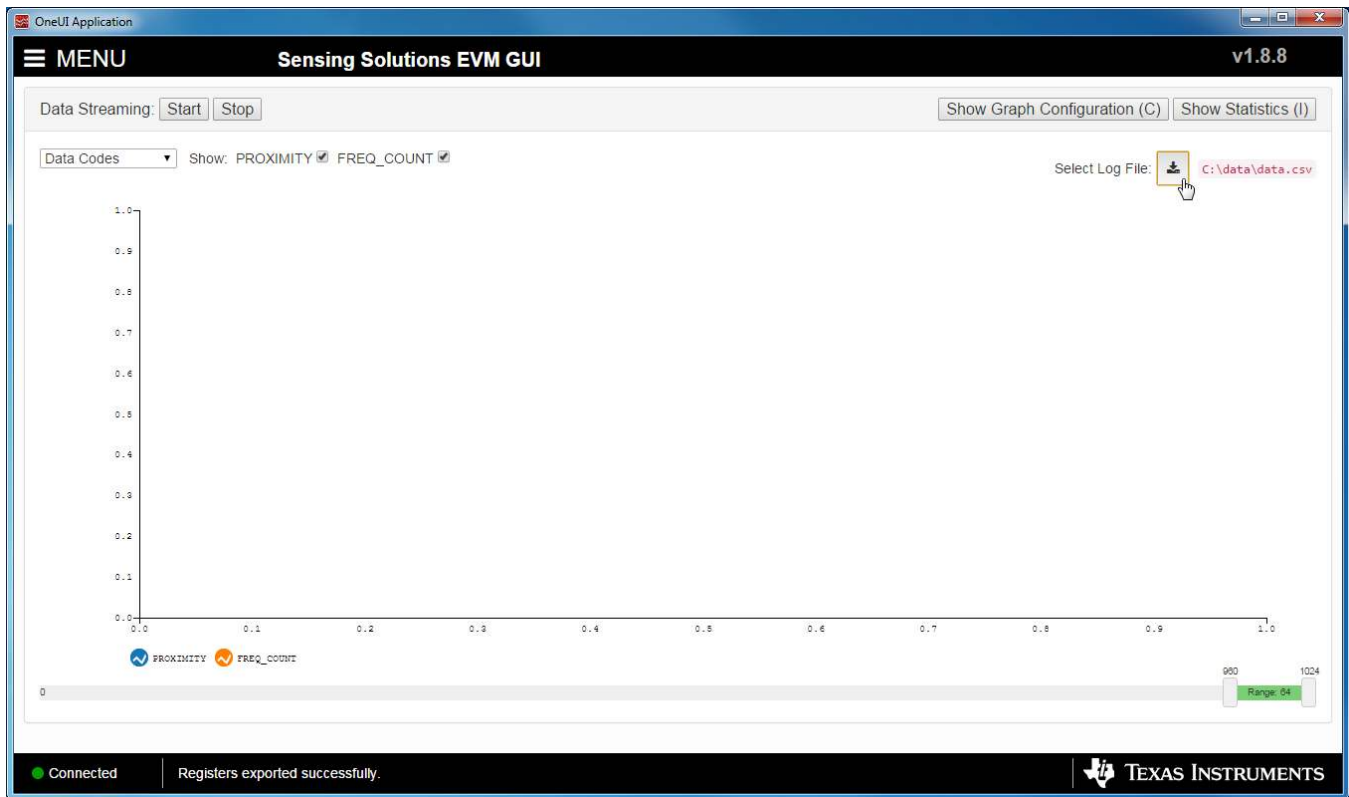 OneUI Application
MENU Sensing Solutions EVM GUI v1.8.8
Data Streaming: Start Stop Show Graph Configuration (C) Show Statistics (I)
Data Codes Show: PROXIMITY FREQ_COUNT
Select Log File: C:\data\data.csv
1.0
0.9
0.8
0.7
0.6
0.5
0.4
0.3
0.2
0.1
0.0
0.0 0.1 0.2 0.3 0.4 0.5 0.6 0.7 0.8 0.9 1.0
PROXIMITY FREQ_COUNT
960 1024
0 Range: 64
Connected Registers exported successfully. TEXAS INSTRUMENTS